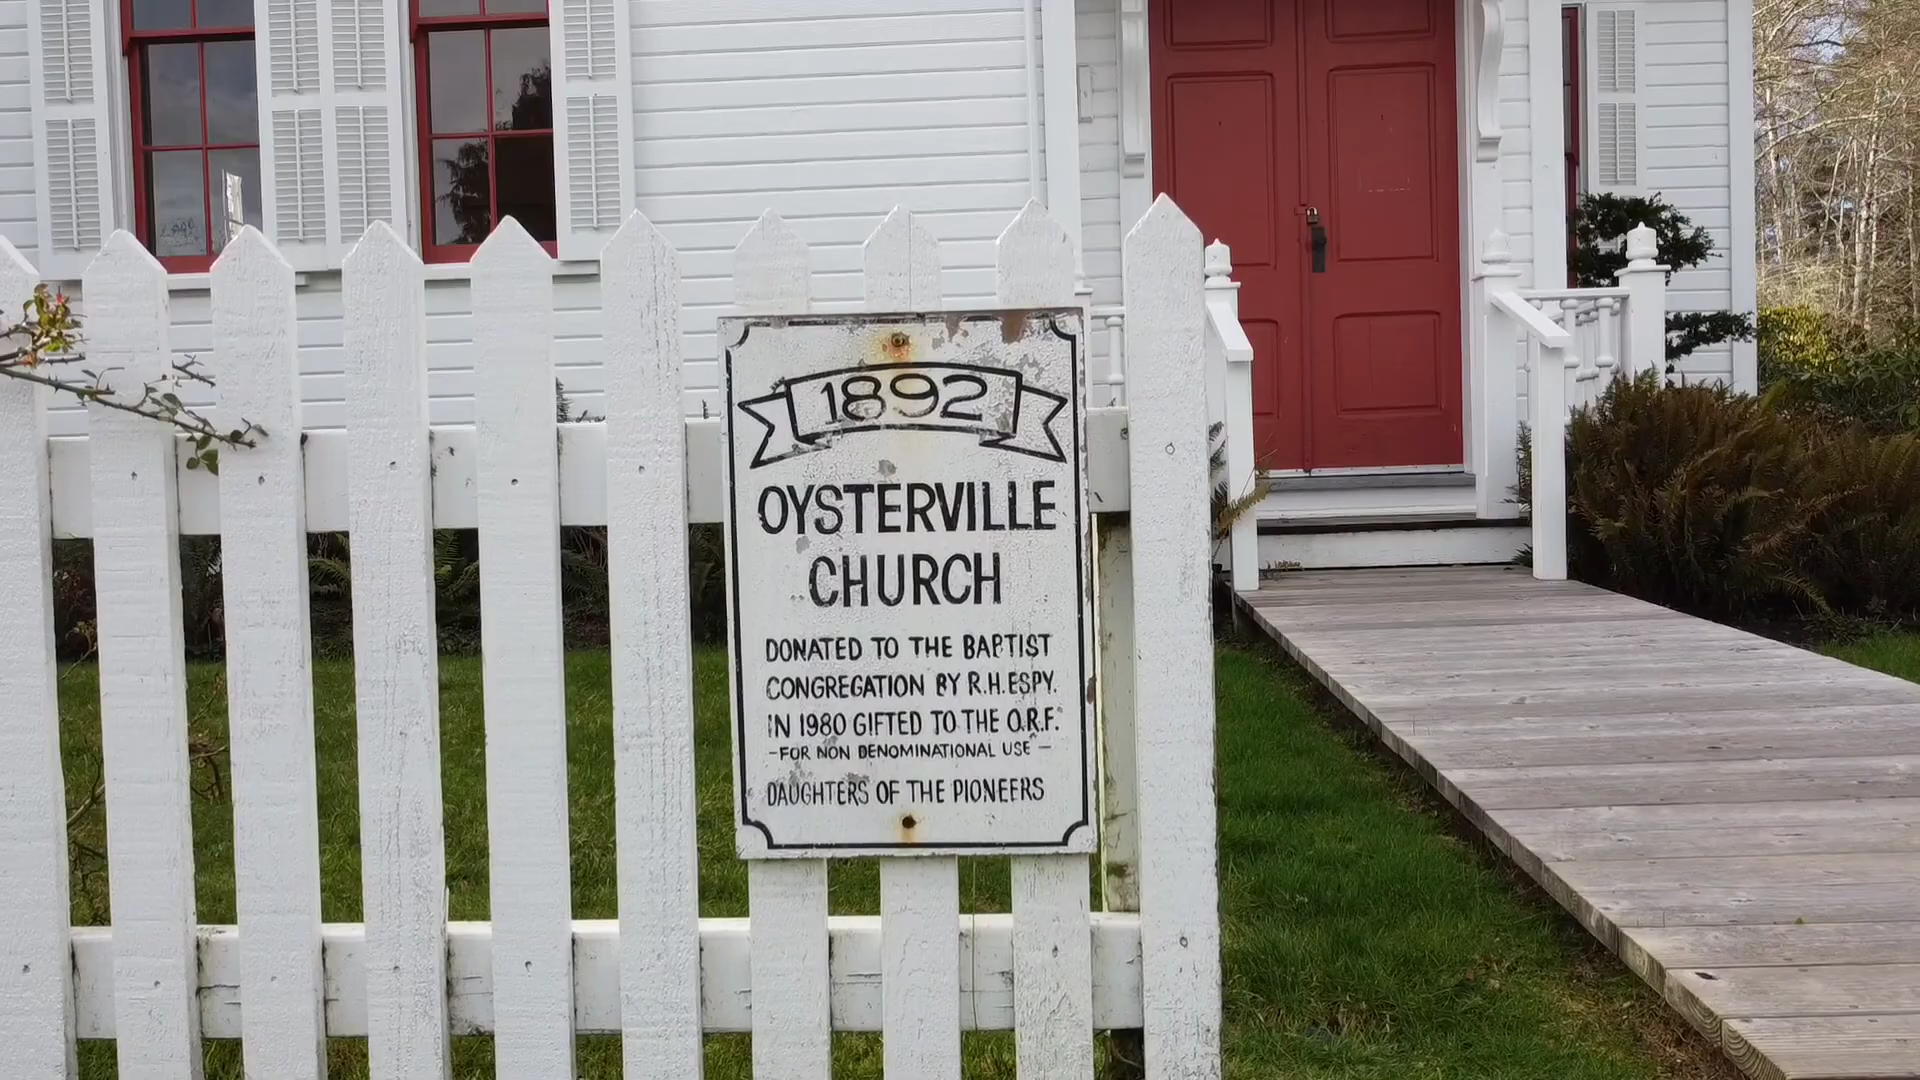 1892
OYSTERVILLE
CHURCH
DONATED TO THE BAPTIST
CONGREGATION BY R.H.ESPY.
IN 1980 GIFTED TO THE O.R.F.
-FOR NON DENOMINATIONAL USE-
DAUGHTERS OF THE PIONEERS